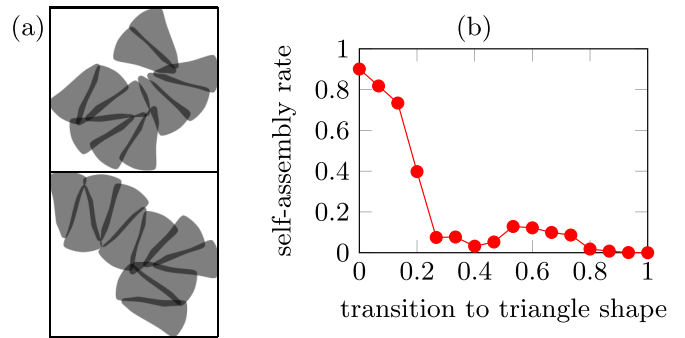 (a)
(b)
self-assembly rate
1
0.8
0.6
0.4
0.2
0
0 0.2 0.4 0.6 0.8 1
transition to triangle shape